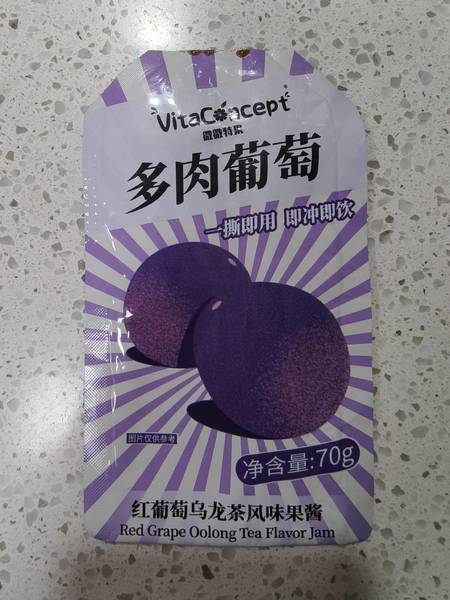 VitaConcept
微微特果
多肉葡萄
一撕即用 即冲即饮
图片仅供参考
净含量:70g
红葡萄乌龙茶风味果酱
Red Grape Oolong Tea Flavor Jam